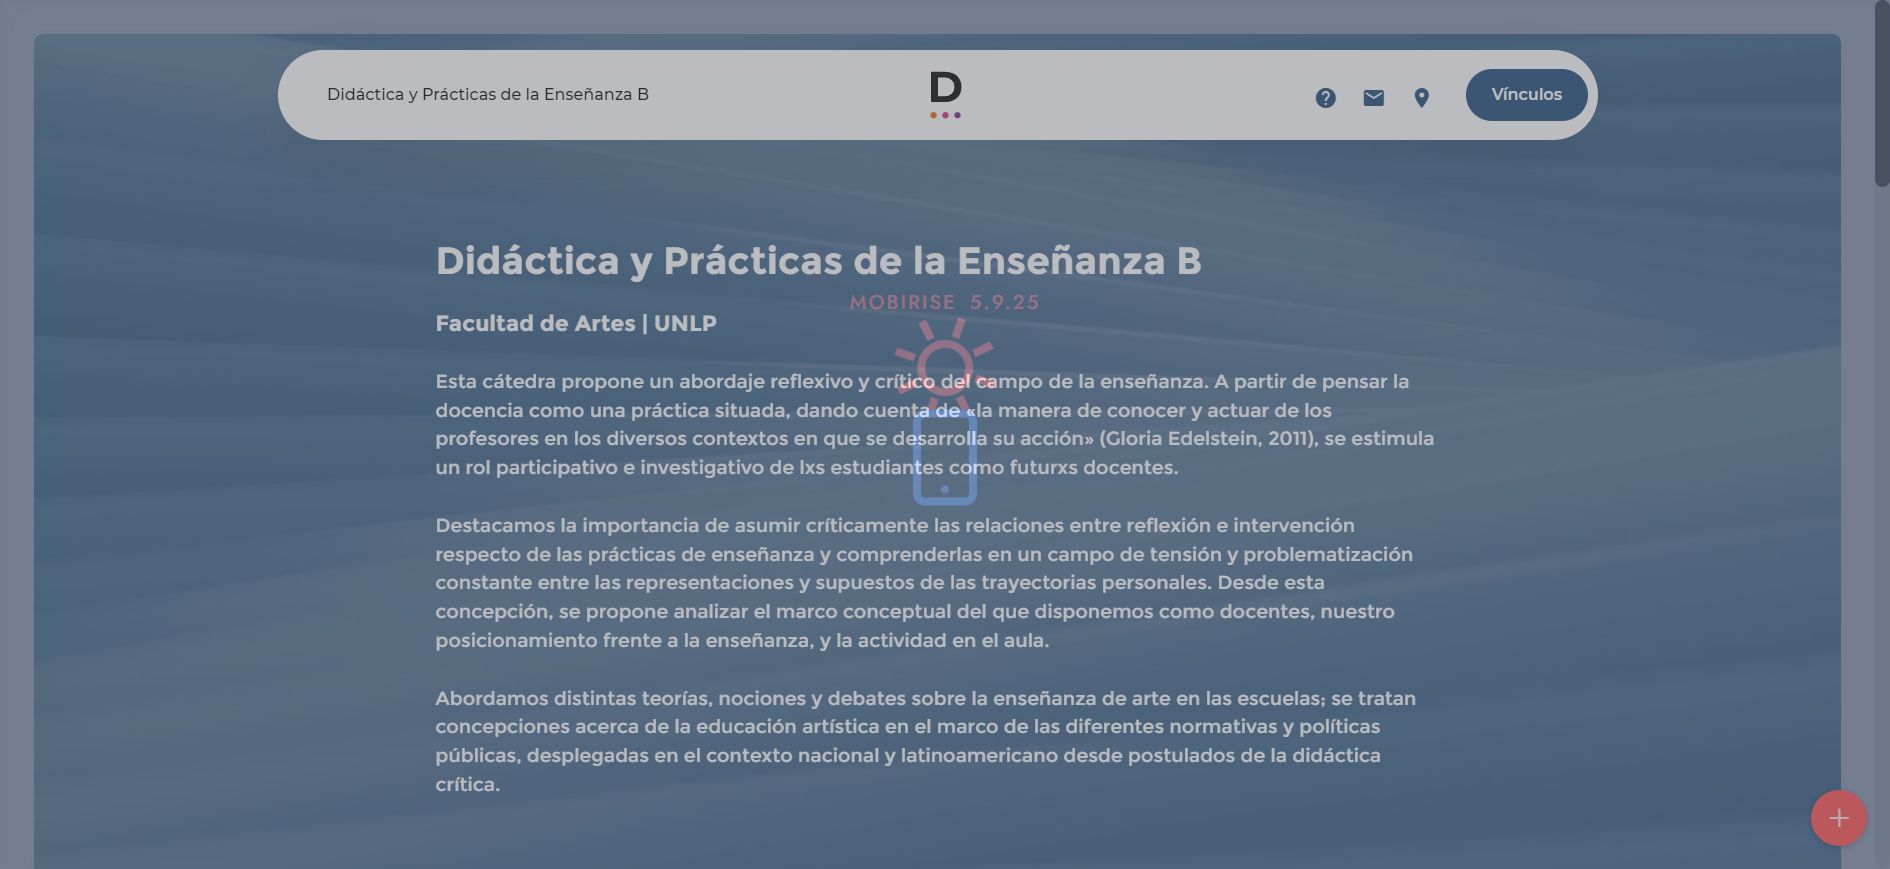 Didáctica y Prácticas de la Enseñanza B
D
Vínculos
Didáctica y Prácticas de la Enseñanza B
MOBIRISE 5.9.25
Facultad de Artes | UNLP
Esta cátedra propone un abordaje reflexivo y crítico del campo de la enseñanza. A partir de pensar la
docencia como una práctica situada, dando cuenta de «la manera de conocer y actuar de los
profesores en los diversos contextos en que se desarrolla su acción» (Gloria Edelstein, 2011), se estimula
un rol participativo e investigativo de lxs estudiantes como futurxs docentes.
Destacamos la importancia de asumir críticamente las relaciones entre reflexión e intervención
respecto de las prácticas de enseñanza y comprenderlas en un campo de tensión y problematización
constante entre las representaciones y supuestos de las trayectorias personales. Desde esta
concepción, se propone analizar el marco conceptual del que disponemos como docentes, nuestro
posicionamiento frente a la enseñanza, y la actividad en el aula.
Abordamos distintas teorías, nociones y debates sobre la enseñanza de arte en las escuelas; se tratan
concepciones acerca de la educación artística en el marco de las diferentes normativas y políticas
públicas, desplegadas en el contexto nacional y latinoamericano desde postulados de la didáctica
crítica.